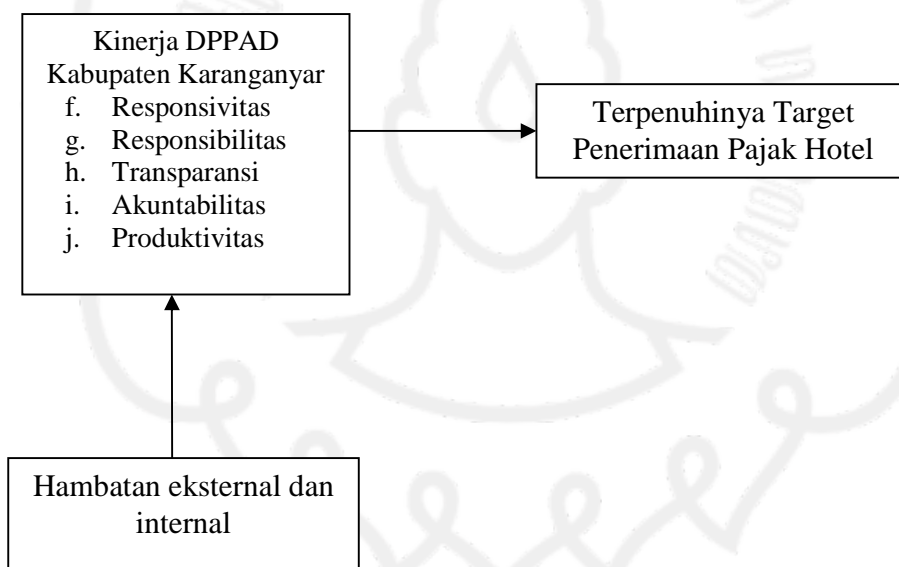 Kinerja DPPAD
Kabupaten Karanganyar
f. Responsivitas
g. Responsibilitas
h. Transparansi
i. Akuntabilitas
j. Produktivitas
Terpenuhinya Target
Penerimaan Pajak Hotel
Hambatan eksternal dan
internal